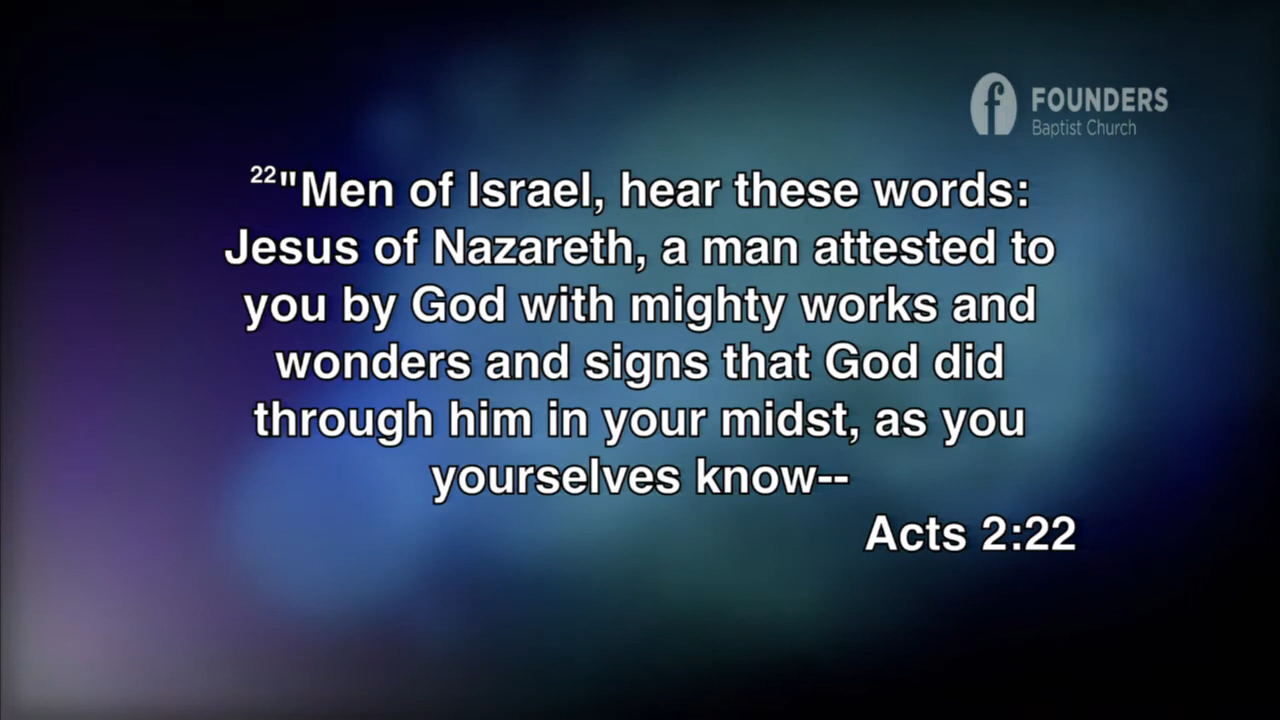 FOUNDERS
Baptist Church
22"Men of Israel, hear these words:
Jesus of Nazareth, a man attested to
you by God with mighty works and
wonders and signs that God did
through him in your midst, as you
yourselves know--
Acts 2:22